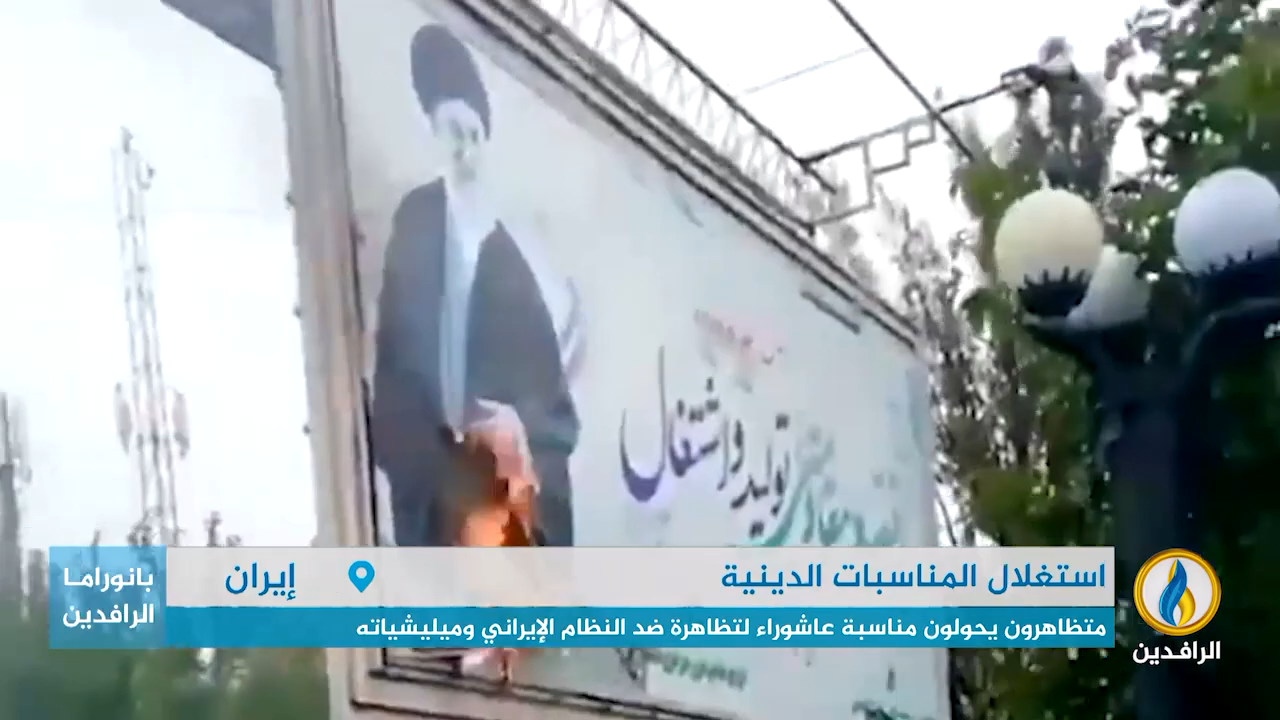 تولید و اشتغال
استغلال المناسبات الدينية
إيران
متظاهرون يحولون مناسبة عاشوراء لتظاهرة ضد النظام الإيراني وميليشياته
بانوراما
الرافدين
الرافدين